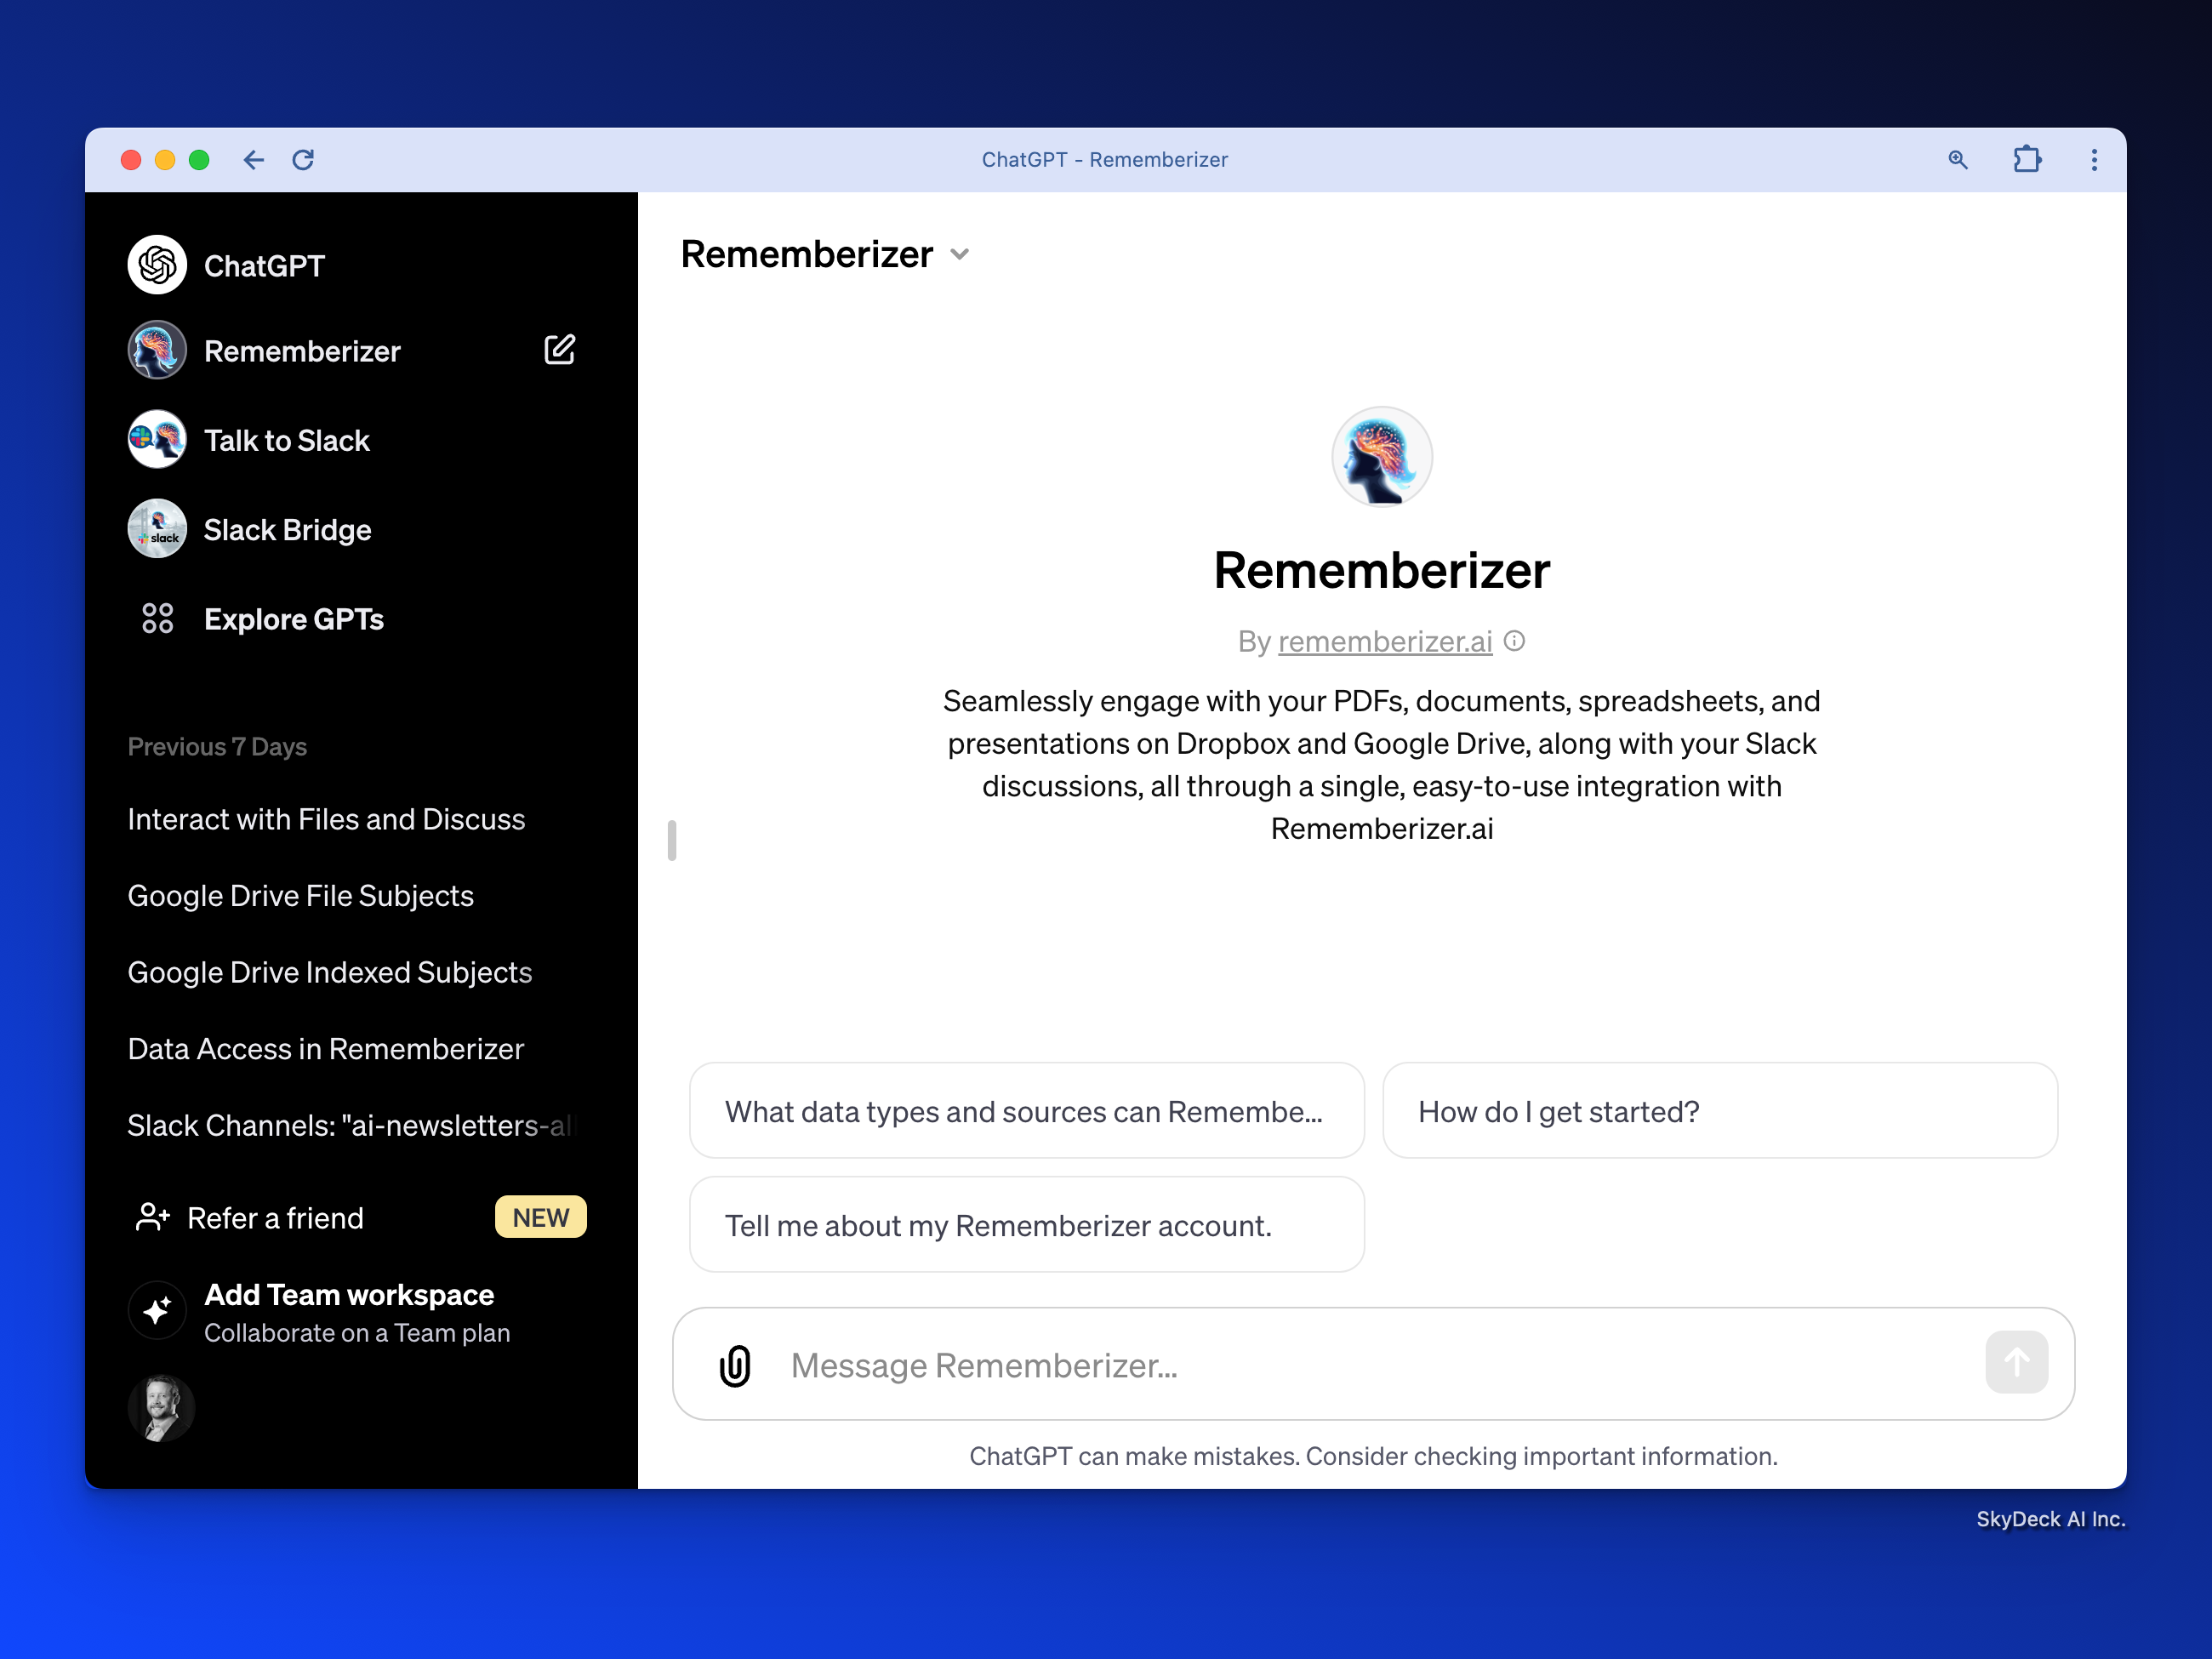 ChatGPT - Rememberizer
ChatGPT
Rememberizer
Talk to Slack
slack
Slack Bridge
Explore GPTs
Previous 7 Days
Interact with Files and Discuss
Google Drive File Subjects
Google Drive Indexed Subjects
Data Access in Rememberizer
Slack Channels: "ai-newsletters-all
Refer a friend
NEW
Add Team workspace
Collaborate on a Team plan
Rememberizer
Rememberizer
By rememberizer.ai
Seamlessly engage with your PDFs, documents, spreadsheets, and
presentations on Dropbox and Google Drive, along with your Slack
discussions, all through a single, easy-to-use integration with
Rememberizer.ai
What data types and sources can Remembe...
How do I get started?
Tell me about my Rememberizer account.
Message Rememberizer...
ChatGPT can make mistakes. Consider checking important information.
SkyDeck AI Inc.